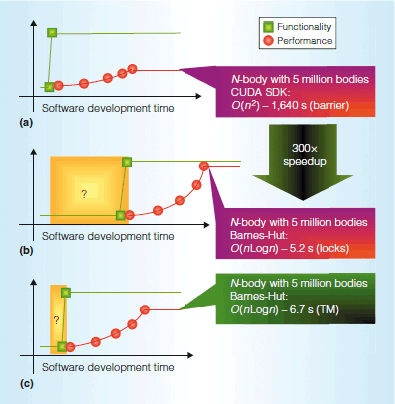 Functionality
Performance
N-body with 5 million bodies
CUDA SDK:
O(n²) – 1,640 s (barrier)
Software development time
(a)
300×
speedup
?
N-body with 5 million bodies
Barnes-Hut:
O(nLogn) – 5.2 s (locks)
Software development time
(b)
N-body with 5 million bodies
Barnes-Hut:
O(nLogn) – 6.7 s (TM)
?
Software development time
(c)